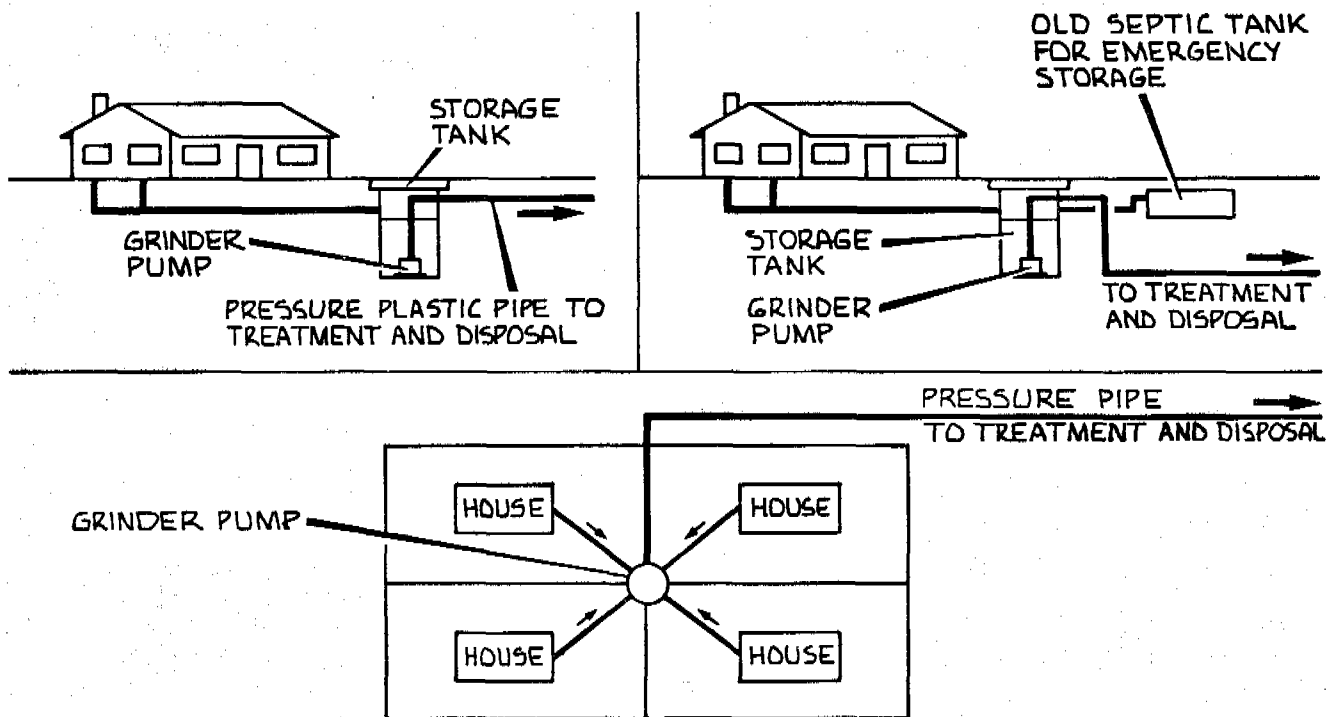 STORAGE
TANK
GRINDER
PUMP
PRESSURE PLASTIC PIPE TO
TREATMENT AND DISPOSAL
OLD SEPTIC TANK
FOR EMERGENCY
STORAGE
STORAGE
TANK
GRINDER
PUMP
TO TREATMENT
AND DISPOSAL
PRESSURE PIPE
TO TREATMENT AND DISPOSAL
GRINDER PUMP
HOUSE
HOUSE
HOUSE
HOUSE